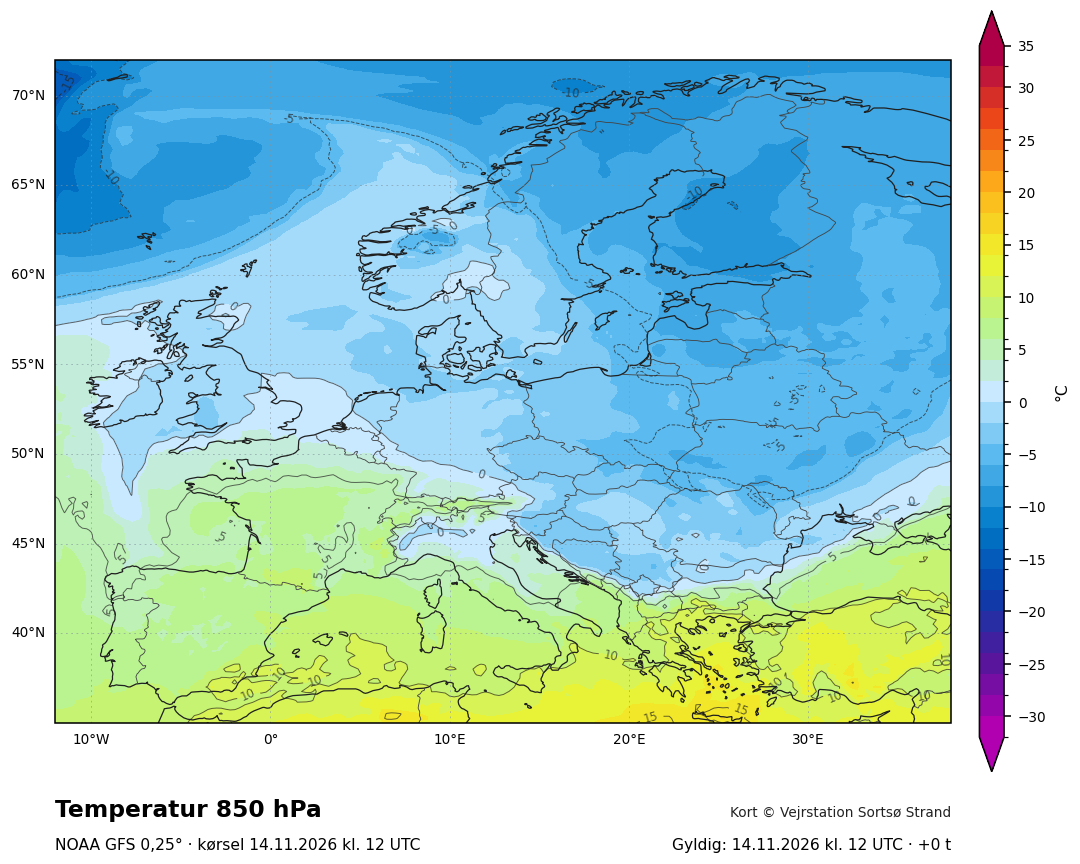 70°N
65°N
60°N
55°N
50°N
45°N
40°N
10°W
0°
10°E
20°E
30°E
35
30
25
20
15
10
5
0
−5
−10
−15
−20
−25
−30
°C
Temperatur 850 hPa
Kort © Vejrstation Sortsø Strand
NOAA GFS 0,25° · kørsel 14.11.2026 kl. 12 UTC
Gyldig: 14.11.2026 kl. 12 UTC · +0 t